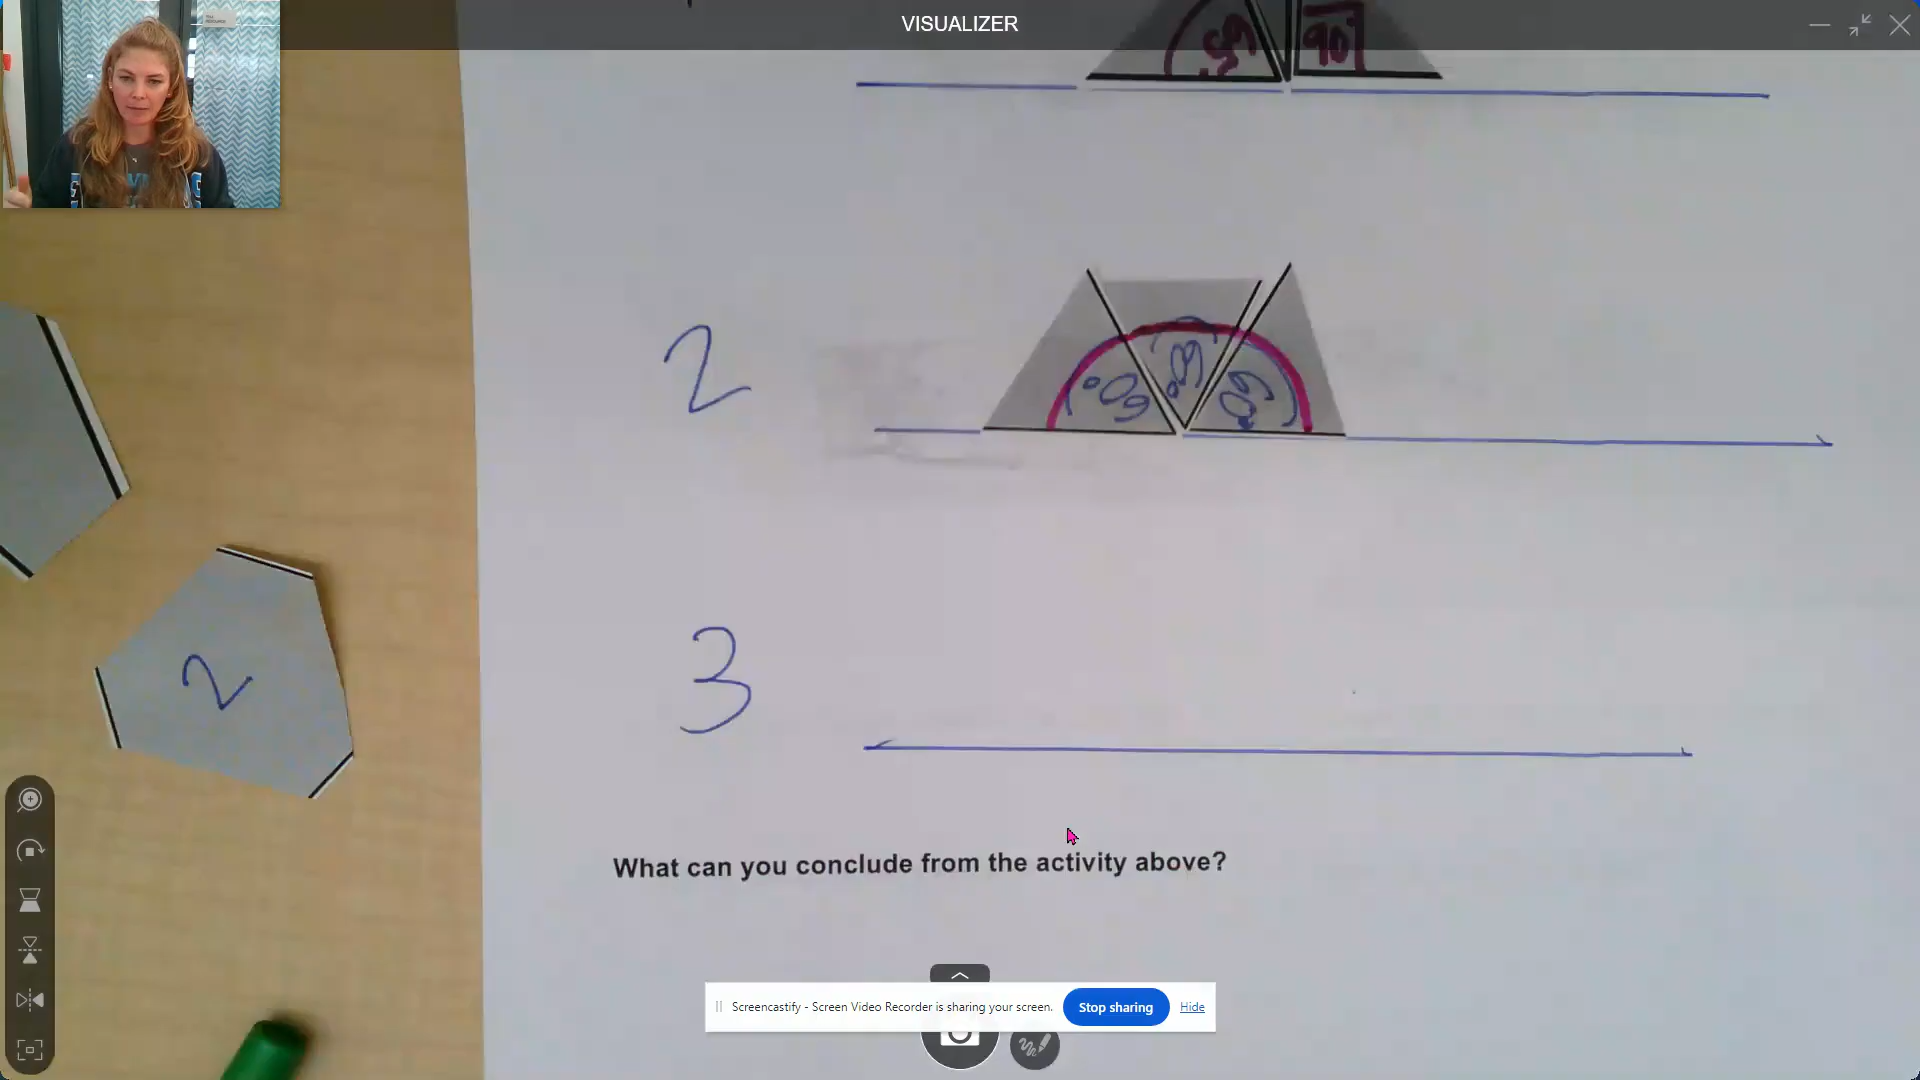 VISUALIZER
45°
90
2
60°
60°
60°
2
3
What can you conclude from the activity above?
Screencastify - Screen Video Recorder is sharing your screen.
Stop sharing
Hide